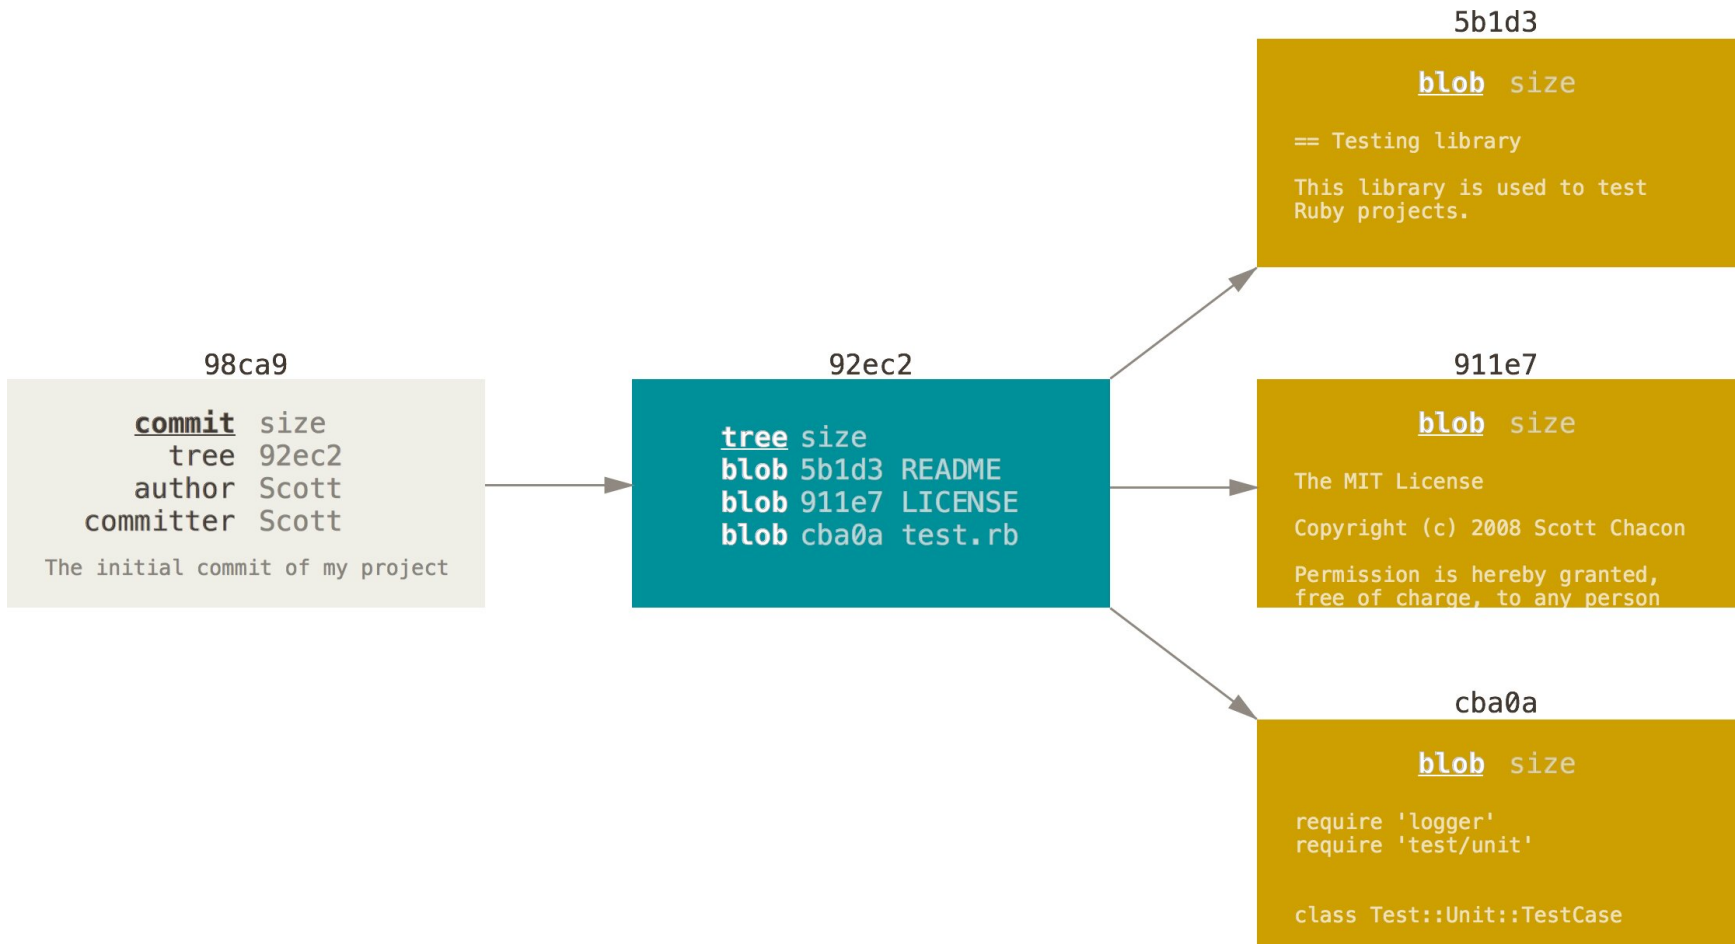 98ca9
commit size
tree 92ec2
author Scott
committer Scott
The initial commit of my project
92ec2
tree size
blob 5b1d3 README
blob 911e7 LICENSE
blob cba0a test.rb
5b1d3
blob size
== Testing library
This library is used to test
Ruby projects.
911e7
blob size
The MIT License
Copyright (c) 2008 Scott Chacon
Permission is hereby granted,
free of charge, to any person
cba0a
blob size
require 'logger'
require 'test/unit'
class Test::Unit::TestCase